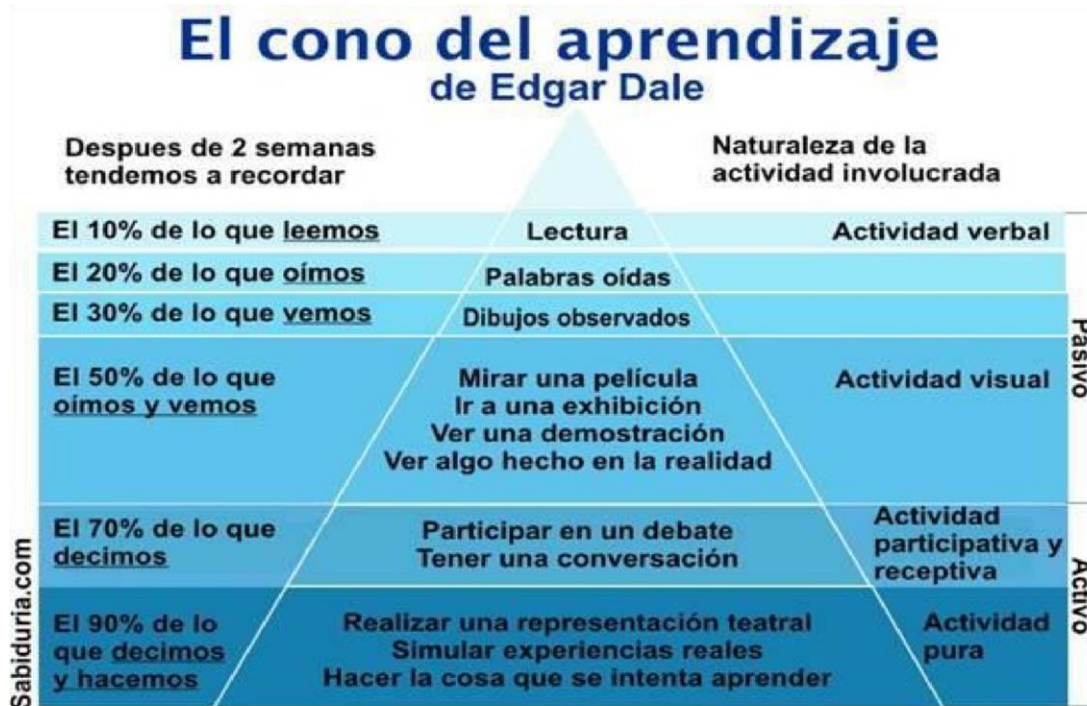 El cono del aprendizaje
de Edgar Dale
Despues de 2 semanas
tendemos a recordar
Naturaleza de la
actividad involucrada
El 10% de lo que leemos
Lectura
Actividad verbal
El 20% de lo que oímos
Palabras oídas
El 30% de lo que vemos
Dibujos observados
El 50% de lo que
oímos y vemos
Mirar una película
Ir a una exhibición
Ver una demostración
Ver algo hecho en la realidad
Actividad visual
Pasivo
El 70% de lo que
decimos
Participar en un debate
Tener una conversación
Actividad
participativa y
receptiva
El 90% de lo
que decimos
y hacemos
Realizar una representación teatral
Simular experiencias reales
Hacer la cosa que se intenta aprender
Actividad
pura
Activo
Sabiduria.com